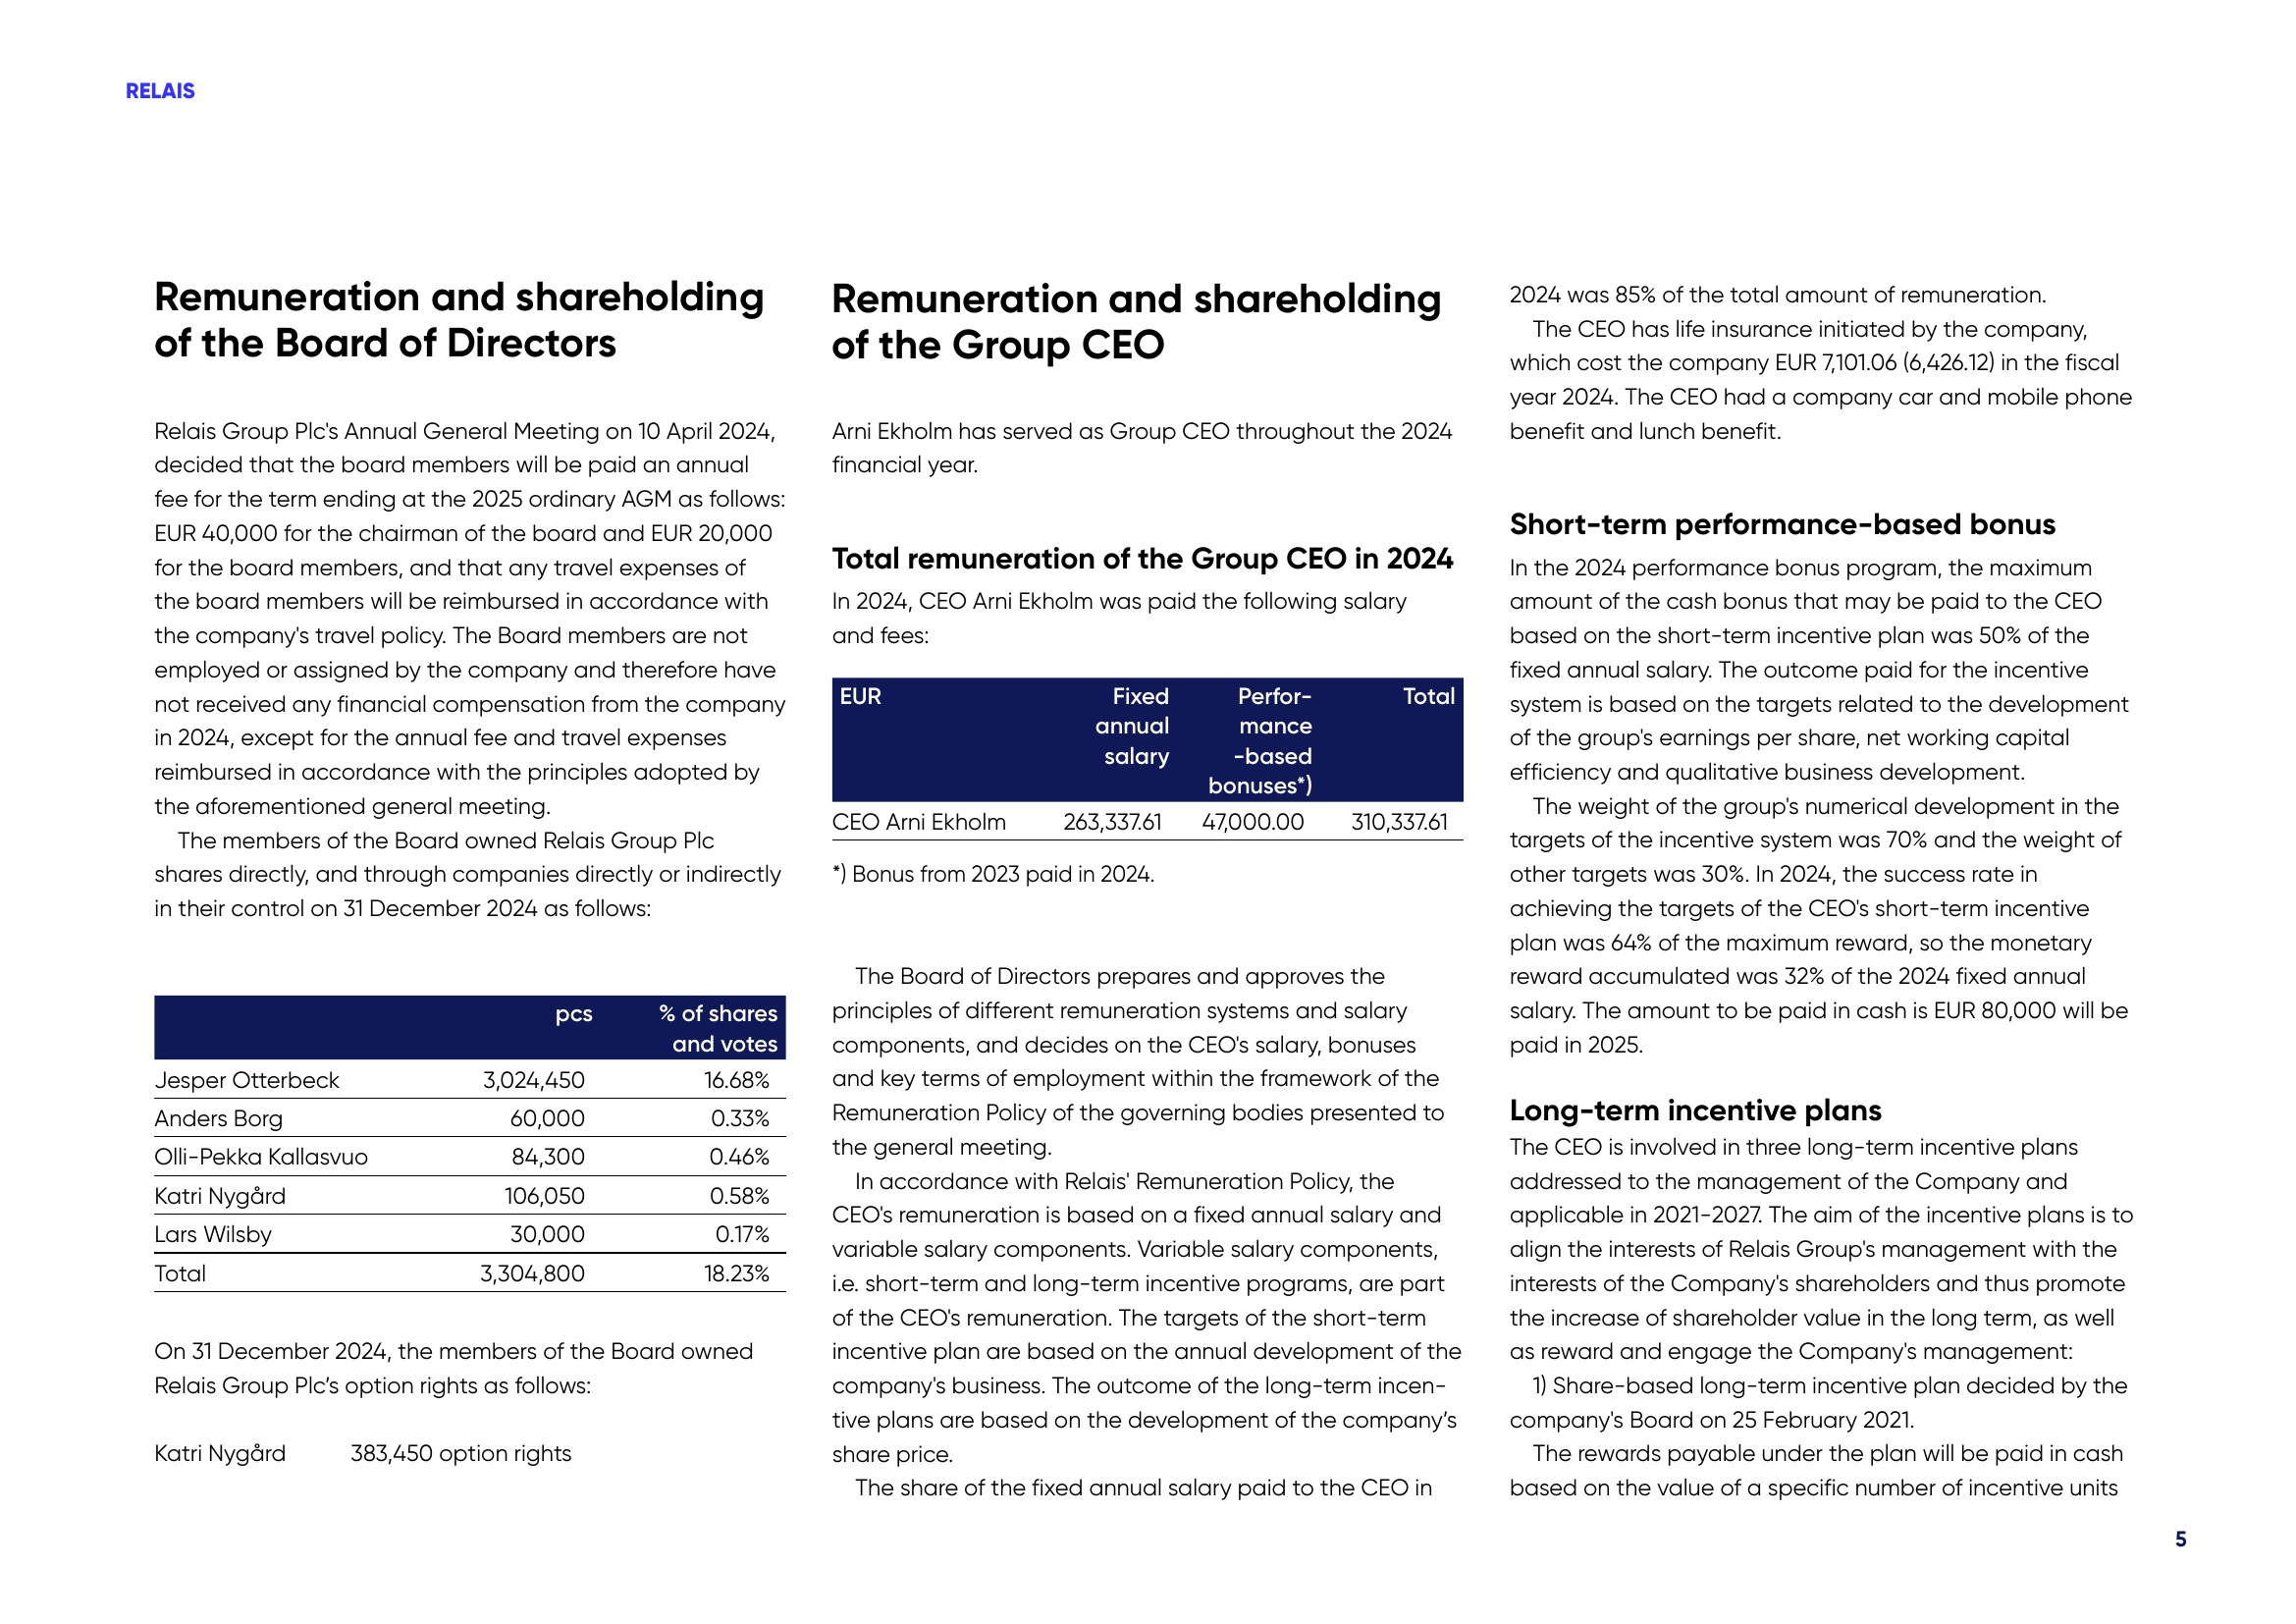 RELAIS
Remuneration and shareholding
of the Board of Directors
Relais Group Plc's Annual General Meeting on 10 April 2024,
decided that the board members will be paid an annual
fee for the term ending at the 2025 ordinary AGM as follows:
EUR 40,000 for the chairman of the board and EUR 20,000
for the board members, and that any travel expenses of
the board members will be reimbursed in accordance with
the company's travel policy. The Board members are not
employed or assigned by the company and therefore have
not received any financial compensation from the company
in 2024, except for the annual fee and travel expenses
reimbursed in accordance with the principles adopted by
the aforementioned general meeting.
The members of the Board owned Relais Group Plc
shares directly, and through companies directly or indirectly
in their control on 31 December 2024 as follows:
pcs % of shares
and votes
Jesper Otterbeck 3,024,450 16.68%
Anders Borg 60,000 0.33%
Olli-Pekka Kallasvuo 84,300 0.46%
Katri Nygård 106,050 0.58%
Lars Wilsby 30,000 0.17%
Total 3,304,800 18.23%
On 31 December 2024, the members of the Board owned
Relais Group Plc’s option rights as follows:
Katri Nygård 383,450 option rights
Remuneration and shareholding
of the Group CEO
Arni Ekholm has served as Group CEO throughout the 2024
financial year.
Total remuneration of the Group CEO in 2024
In 2024, CEO Arni Ekholm was paid the following salary
and fees:
EUR Fixed Perfor- Total
annual mance
salary -based
bonuses*)
CEO Arni Ekholm 263,337.61 47,000.00 310,337.61
*) Bonus from 2023 paid in 2024.
The Board of Directors prepares and approves the
principles of different remuneration systems and salary
components, and decides on the CEO's salary, bonuses
and key terms of employment within the framework of the
Remuneration Policy of the governing bodies presented to
the general meeting.
In accordance with Relais' Remuneration Policy, the
CEO's remuneration is based on a fixed annual salary and
variable salary components. Variable salary components,
i.e. short-term and long-term incentive programs, are part
of the CEO's remuneration. The targets of the short-term
incentive plan are based on the annual development of the
company's business. The outcome of the long-term incen-
tive plans are based on the development of the company’s
share price.
The share of the fixed annual salary paid to the CEO in
2024 was 85% of the total amount of remuneration.
The CEO has life insurance initiated by the company,
which cost the company EUR 7,101.06 (6,426.12) in the fiscal
year 2024. The CEO had a company car and mobile phone
benefit and lunch benefit.
Short-term performance-based bonus
In the 2024 performance bonus program, the maximum
amount of the cash bonus that may be paid to the CEO
based on the short-term incentive plan was 50% of the
fixed annual salary. The outcome paid for the incentive
system is based on the targets related to the development
of the group's earnings per share, net working capital
efficiency and qualitative business development.
The weight of the group's numerical development in the
targets of the incentive system was 70% and the weight of
other targets was 30%. In 2024, the success rate in
achieving the targets of the CEO's short-term incentive
plan was 64% of the maximum reward, so the monetary
reward accumulated was 32% of the 2024 fixed annual
salary. The amount to be paid in cash is EUR 80,000 will be
paid in 2025.
Long-term incentive plans
The CEO is involved in three long-term incentive plans
addressed to the management of the Company and
applicable in 2021-2027. The aim of the incentive plans is to
align the interests of Relais Group's management with the
interests of the Company's shareholders and thus promote
the increase of shareholder value in the long term, as well
as reward and engage the Company's management:
1) Share-based long-term incentive plan decided by the
company's Board on 25 February 2021.
The rewards payable under the plan will be paid in cash
based on the value of a specific number of incentive units
5